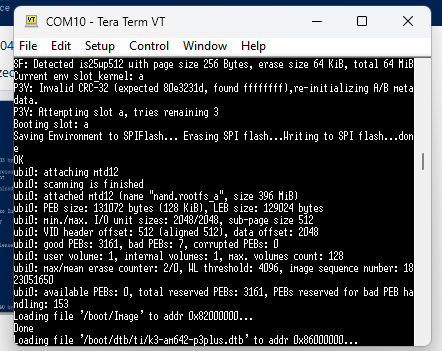 COM10 - Tera Term VT
File Edit Setup Control Window Help
SF: Detected is25wp512 with page size 256 Bytes, erase size 64 KiB, total 64 MiB
Current env slot_kernel: a
P3V: Invalid CRC-32 (expected 80e3231d, found ffffffff),re-initializing A/B meta
data.
P3V: Attempting slot a, tries remaining 3
Booting slot: a
Saving Environment to SPIFlash... Erasing SPI flash...Writing to SPI flash...don
e
OK
ubi0: attaching mtd12
ubi0: scanning is finished
ubi0: attached mtd12 (name "nand.rootfs_a", size 396 MiB)
ubi0: PEB size: 131072 bytes (128 KiB), LEB size: 129024 bytes
ubi0: min./max. I/O unit sizes: 2048/2048, sub-page size 512
ubi0: VID header offset: 512 (aligned 512), data offset: 2048
ubi0: good PEBs: 3161, bad PEBs: 7, corrupted PEBs: 0
ubi0: user volume: 1, internal volumes: 1, max. volumes count: 128
ubi0: max/mean erase counter: 2/0, WL threshold: 4096, image sequence number: 18
23051650
ubi0: available PEBs: 0, total reserved PEBs: 3161, PEBs reserved for bad PEB ha
ndling: 153
Loading file '/boot/Image' to addr 0x82000000...
Done
Loading file '/boot/dtb/ti/k3-am642-p3plus.dtb' to addr 0x86000000...